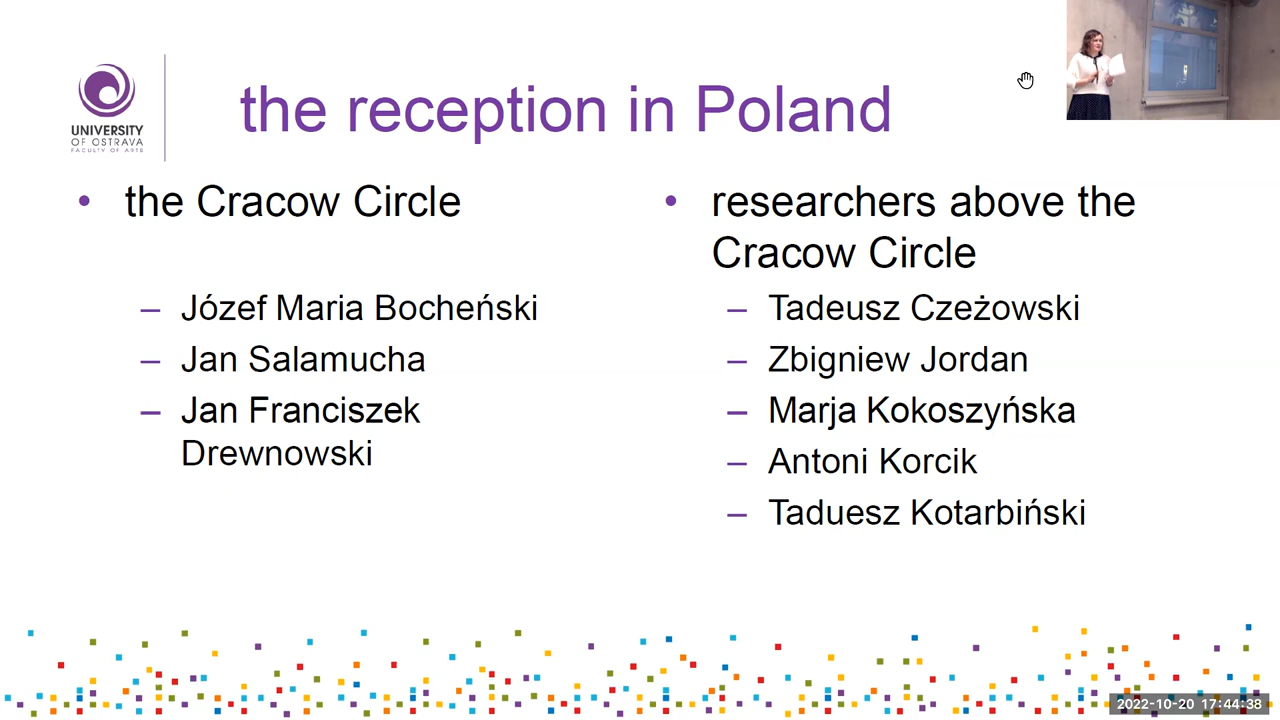 UNIVERSITY
OF OSTRAVA
FACULTY OF ARTS
the reception in Poland
• the Cracow Circle
– Józef Maria Bocheński
– Jan Salamucha
– Jan Franciszek
Drewnowski
• researchers above the
Cracow Circle
– Tadeusz Czeżowski
– Zbigniew Jordan
– Marja Kokoszyńska
– Antoni Korcik
– Taduesz Kotarbiński
2022-10-20 17:44:38